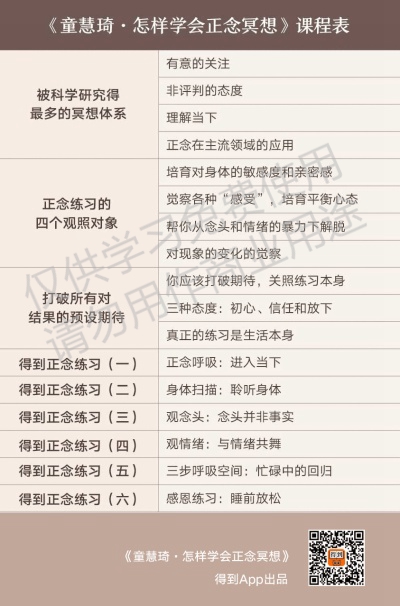 《童慧琦·怎样学会正念冥想》课程表
被科学研究得
最多的冥想体系
有意的关注
非评判的态度
理解当下
正念在主流领域的应用
正念练习的
四个观照对象
培育对身体的敏感度和亲密感
觉察各种“感受”，培育平衡心态
帮你从念头和情绪的暴力下解脱
对现象的变化的觉察
打破所有对
结果的预设期待
你应该打破期待，关照练习本身
三种态度：初心、信任和放下
真正的练习是生活本身
得到正念练习（一）
正念呼吸：进入当下
得到正念练习（二）
身体扫描：聆听身体
得到正念练习（三）
观念头：念头并非事实
得到正念练习（四）
观情绪：与情绪共舞
得到正念练习（五）
三步呼吸空间：忙碌中的回归
得到正念练习（六）
感恩练习：睡前放松
仅供学习免费使用
请勿用作商业用途
《童慧琦·怎样学会正念冥想》
得到App出品